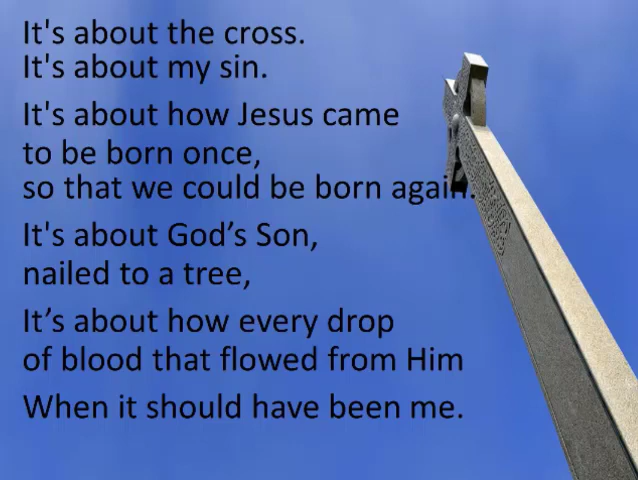 It's about the cross.
It's about my sin.
It's about how Jesus came
to be born once,
so that we could be born again.
It's about God’s Son,
nailed to a tree,
It’s about how every drop
of blood that flowed from Him
When it should have been me.